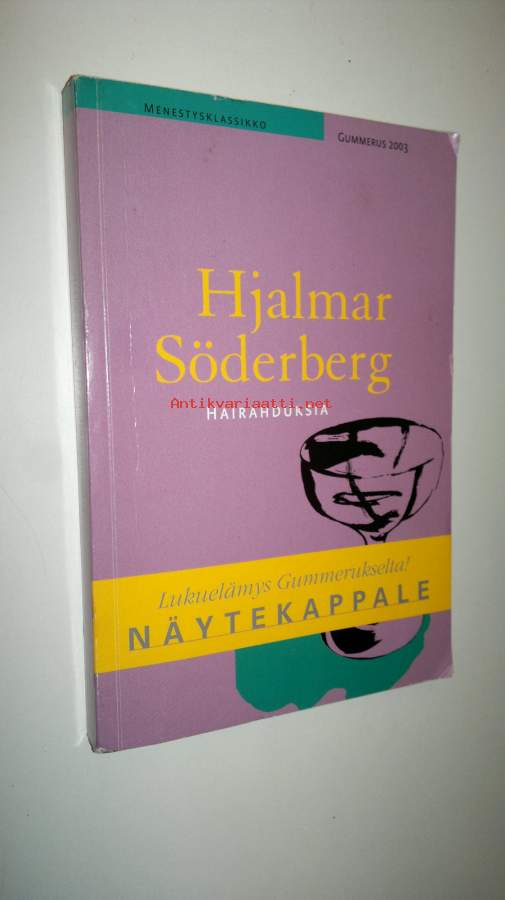 MENESTYSKLASSIKKO
GUMMERUS 2003
Hjalmar
Söderberg
Antikvariaatti.net
HAIRAHDUKSIA
Lukuelämys Gummerukselta!
NÄYTEKAPPALE